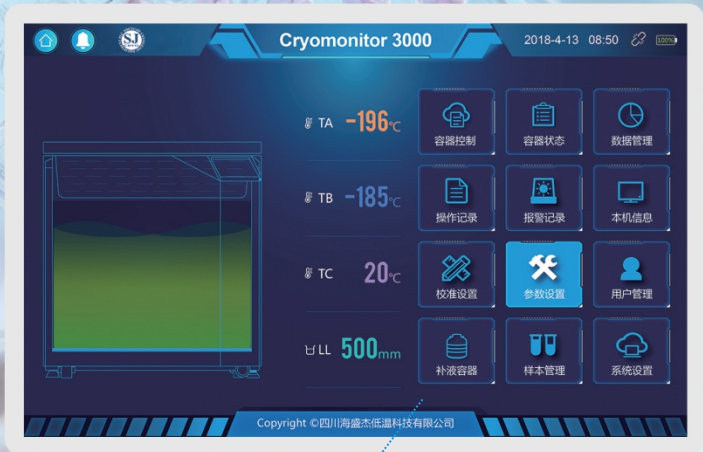 SJ
Cryomonitor 3000
2018-4-13 08:50
100%
TA -196℃
TB -185℃
TC 20℃
LL 500mm
容器控制
容器状态
数据管理
操作记录
报警记录
本机信息
校准设置
参数设置
用户管理
补液容器
样本管理
系统设置
Copyright ©四川海盛杰低温科技有限公司